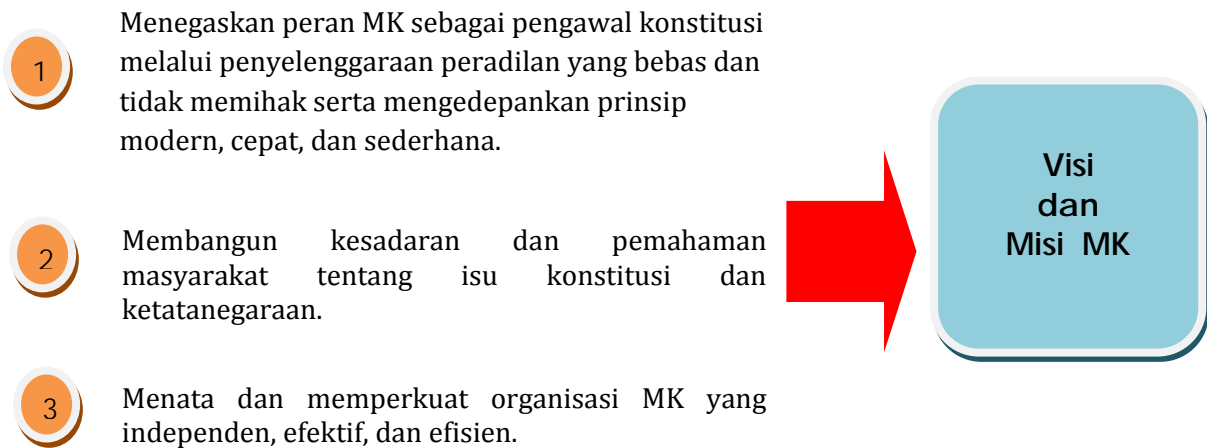 1
Menegaskan peran MK sebagai pengawal konstitusi
melalui penyelenggaraan peradilan yang bebas dan
tidak memihak serta mengedepankan prinsip
modern, cepat, dan sederhana.
2
Membangun kesadaran dan pemahaman
masyarakat tentang isu konstitusi dan
ketatanegaraan.
3
Menata dan memperkuat organisasi MK yang
independen, efektif, dan efisien.
Visi
dan
Misi MK